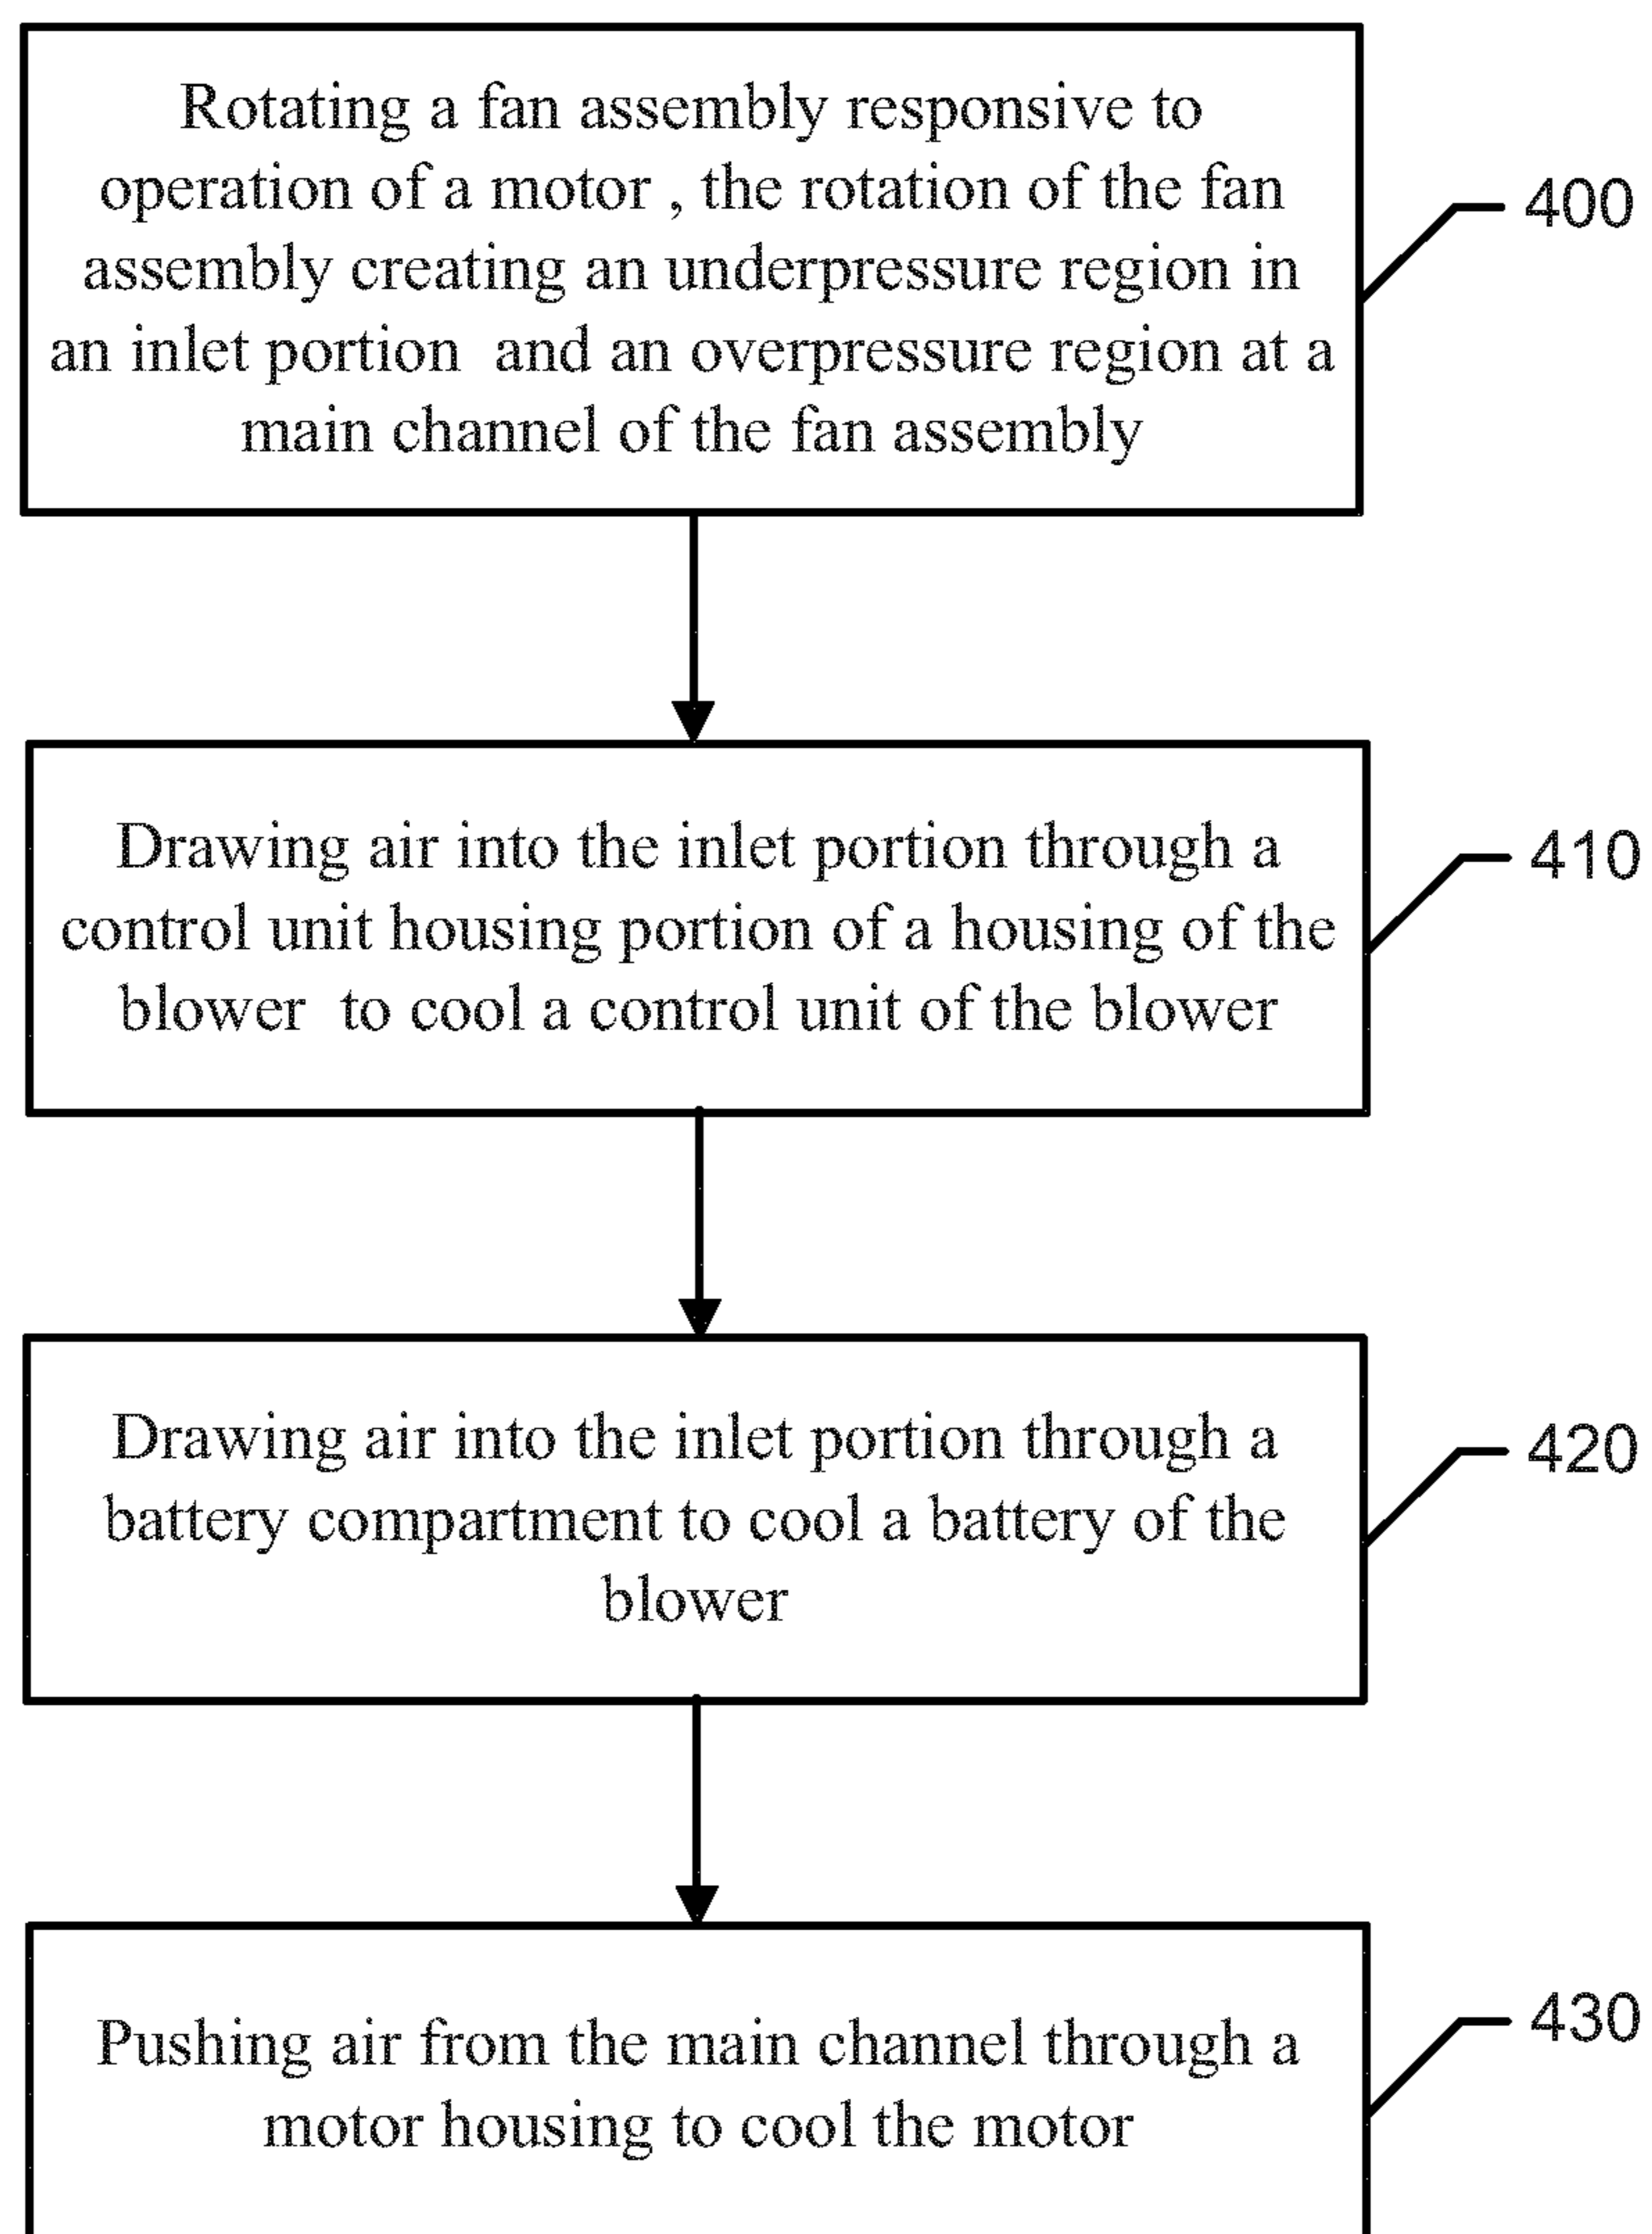 Rotating a fan assembly responsive to
operation of a motor , the rotation of the fan
assembly creating an underpressure region in
an inlet portion  and an overpressure region at a
main channel of the fan assembly
400
Drawing air into the inlet portion through a
control unit housing portion of a housing of the
blower  to cool a control unit of the blower
410
Drawing air into the inlet portion through a
battery compartment to cool a battery of the
blower
420
Pushing air from the main channel through a
motor housing to cool the motor
430